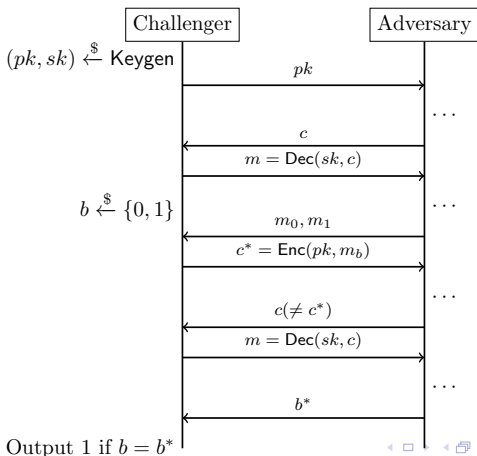 Challenger Adversary
(pk, sk) ←$ Keygen
pk
. . .
c
m = Dec(sk, c)
. . .
b ←$ {0, 1}
m₀, m₁
c* = Enc(pk, m_b)
. . .
c(≠ c*)
m = Dec(sk, c)
. . .
b*
Output 1 if b = b*